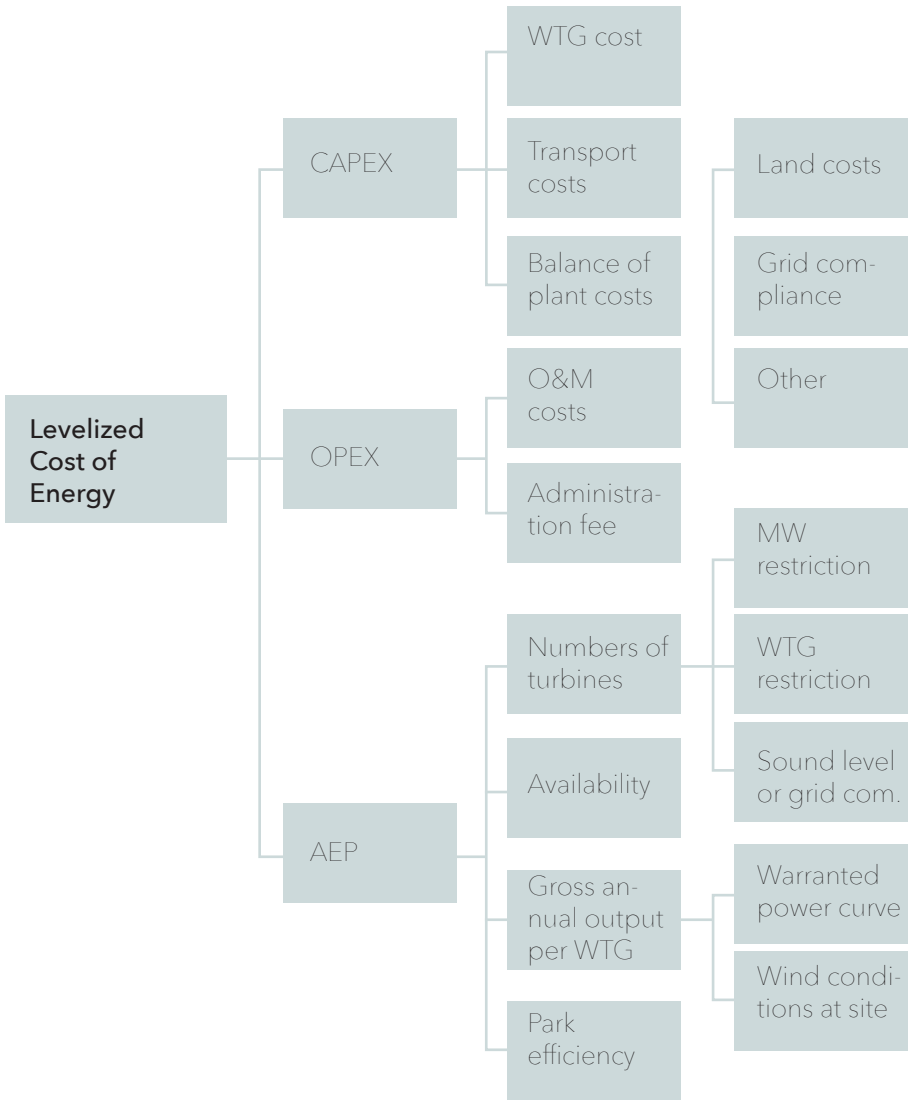 Levelized
Cost of
Energy
CAPEX
OPEX
AEP
WTG cost
Transport
costs
Balance of
plant costs
O&M
costs
Administra-
tion fee
Numbers of
turbines
Availability
Gross an-
nual output
per WTG
Park
efficiency
Land costs
Grid com-
pliance
Other
MW
restriction
WTG
restriction
Sound level
or grid com.
Warranted
power curve
Wind condi-
tions at site